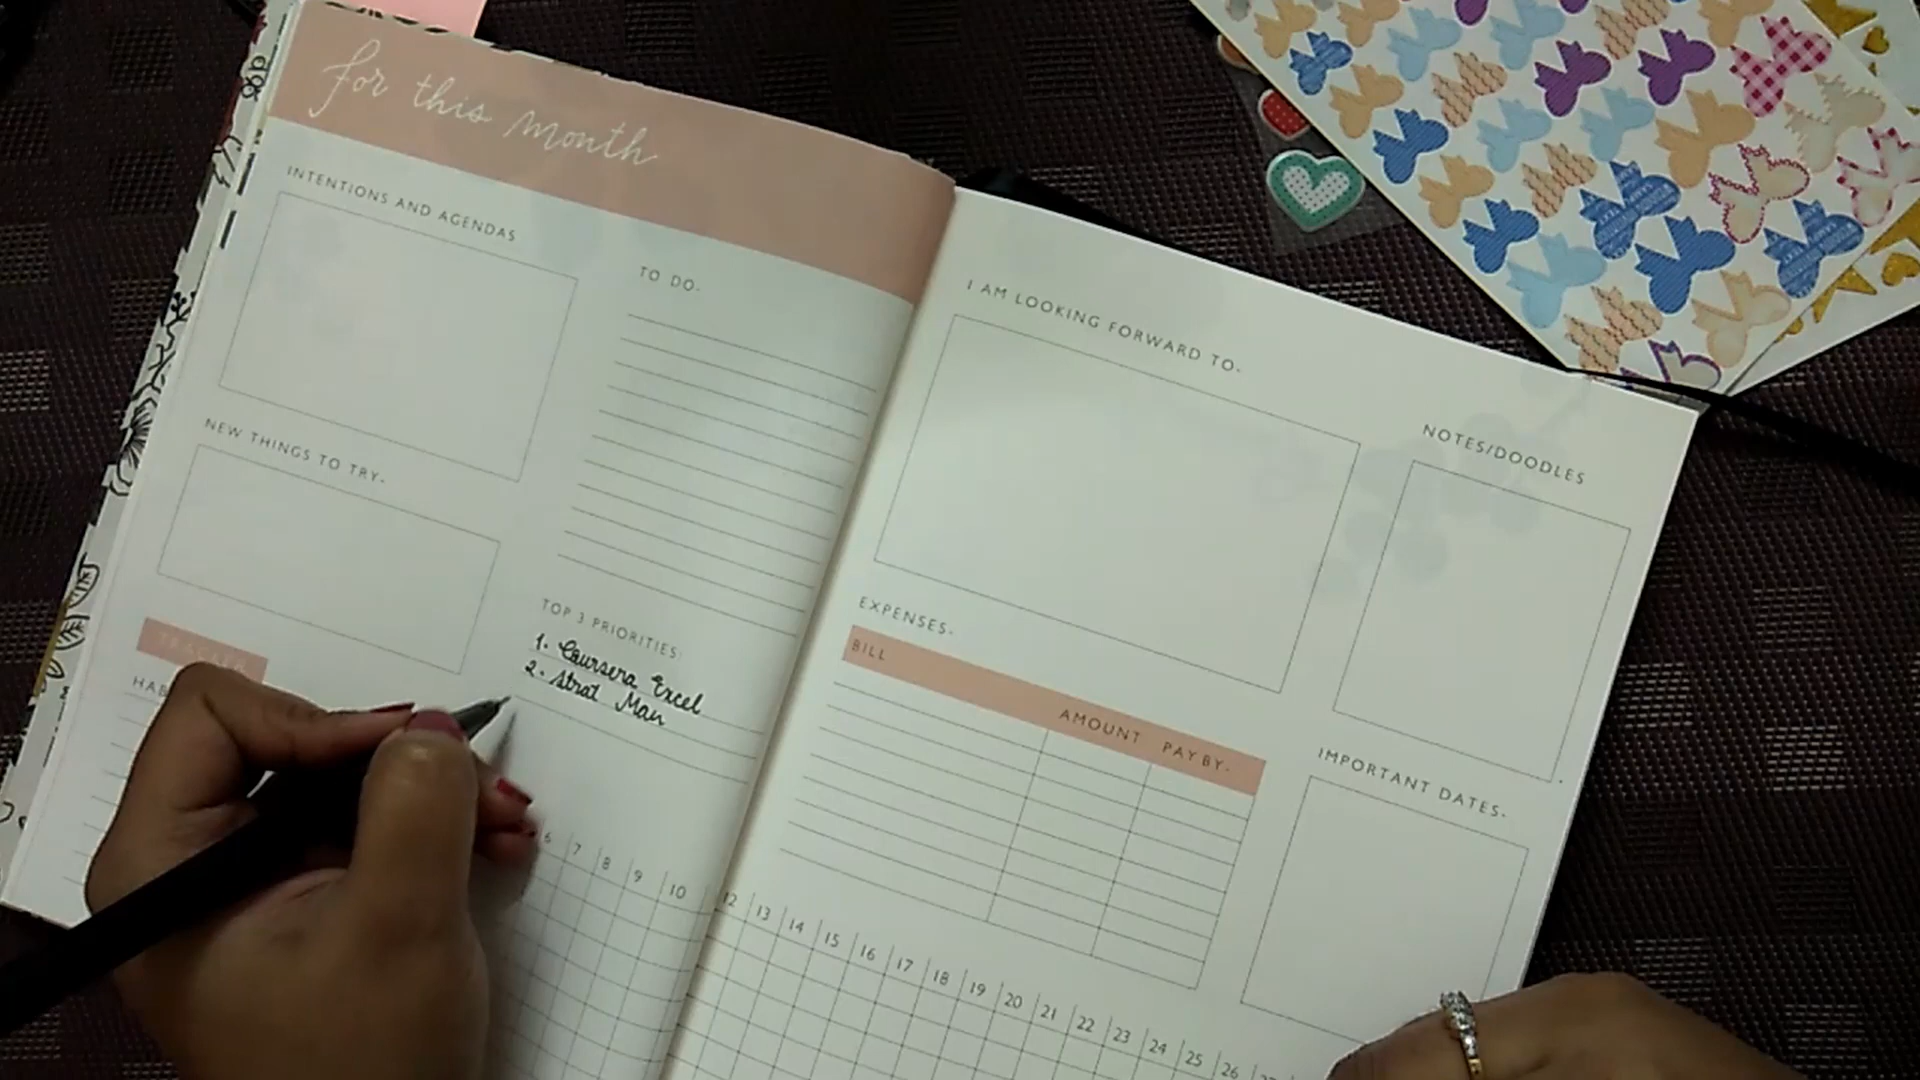 for this month
INTENTIONS AND AGENDAS
TO DO-
NEW THINGS TO TRY-
TOP 3 PRIORITIES:
1. Coursera Excel
2. Strat Man
TRACKER
HAB
6 7 8 9 10
I AM LOOKING FORWARD TO-
NOTES/DOODLES
EXPENSES-
BILL AMOUNT PAY BY-
IMPORTANT DATES-
12 13 14 15 16 17 18 19 20 21 22 23 24 25 26